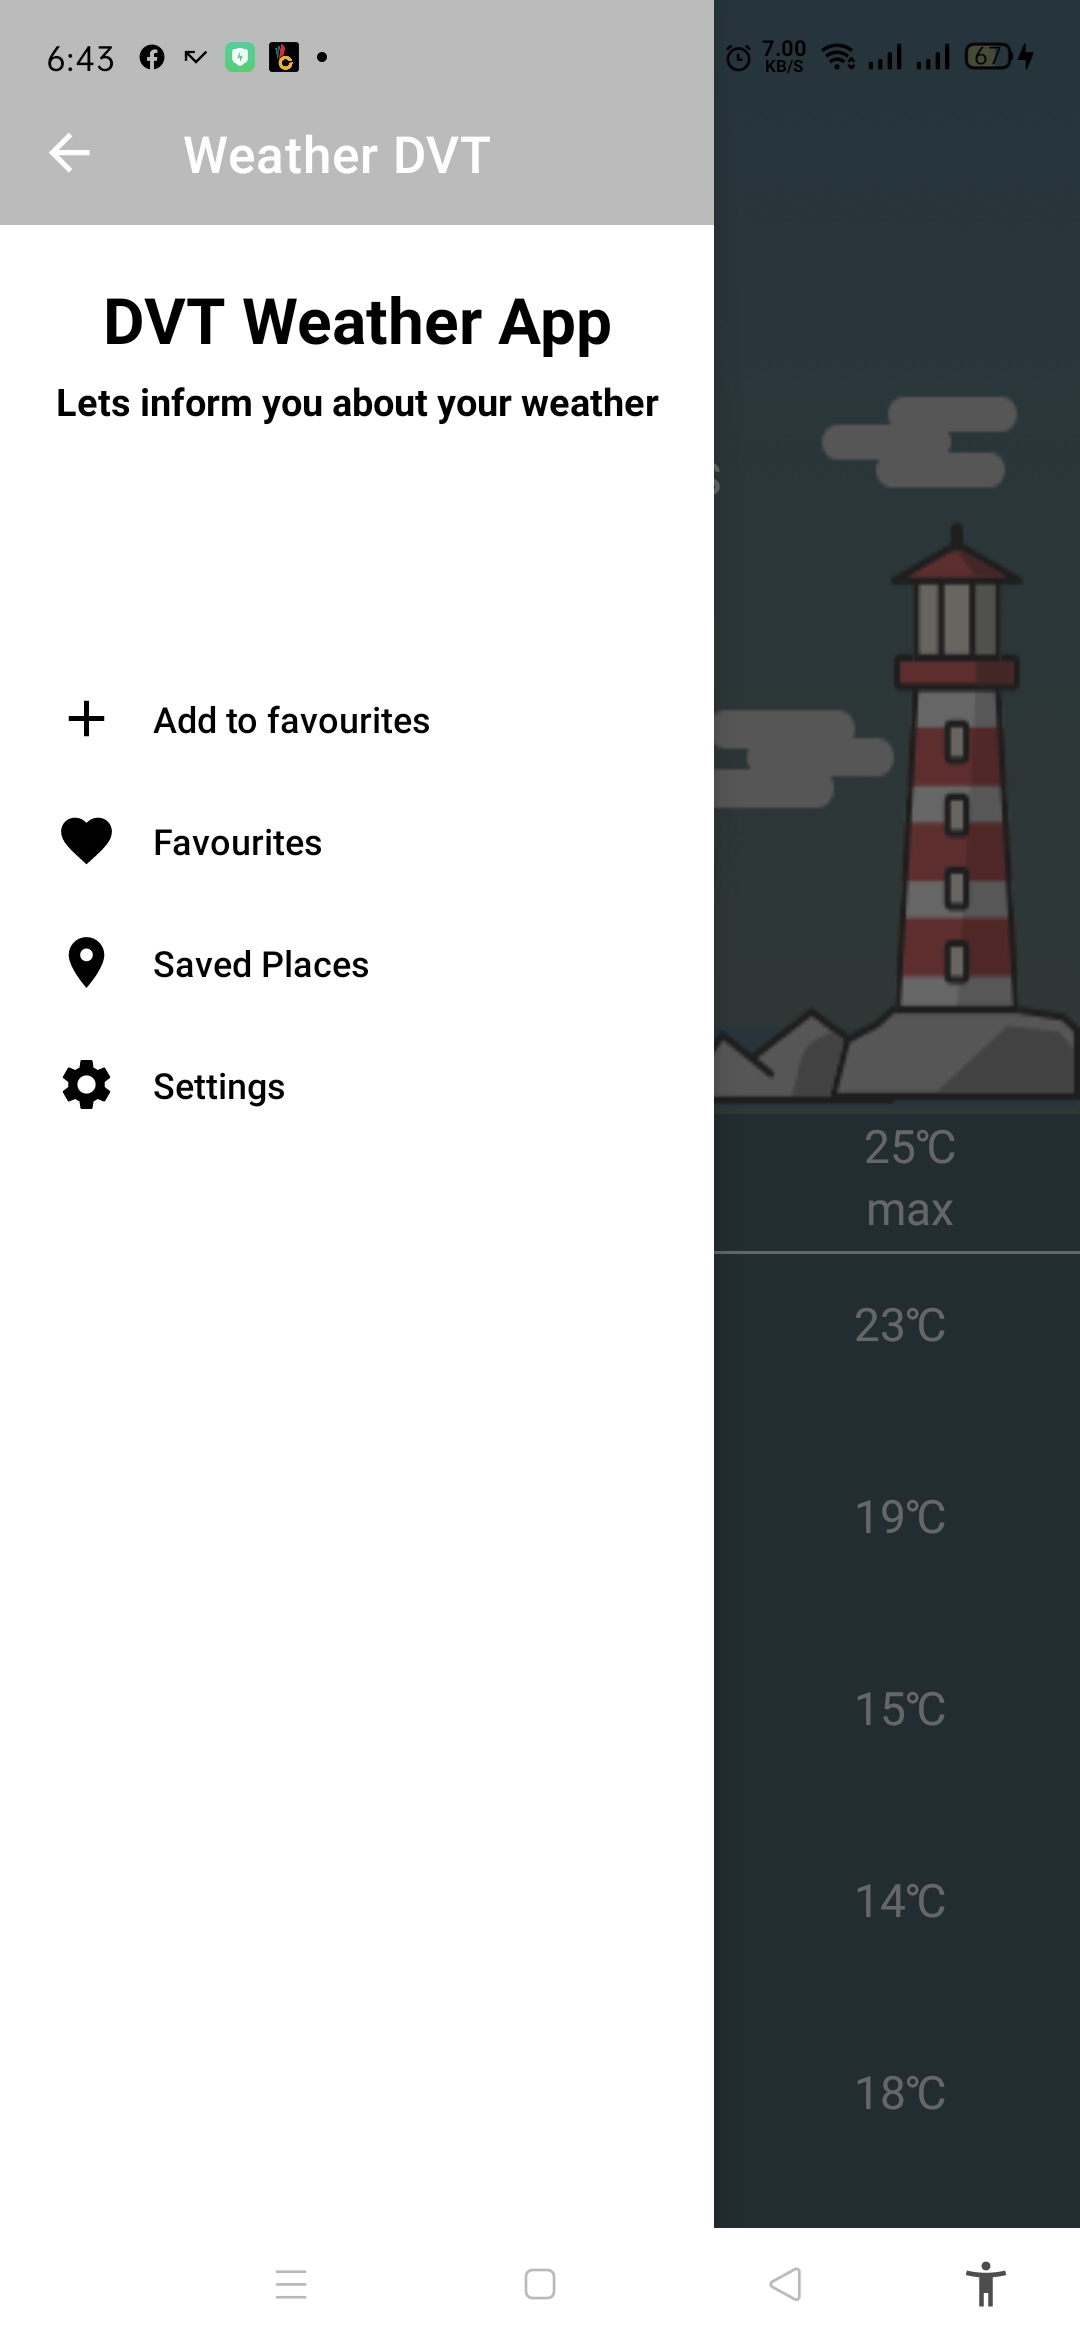 6:43
7.00
KB/S
67
Weather DVT
DVT Weather App
Lets inform you about your weather
s
Add to favourites
Favourites
Saved Places
Settings
25℃
max
23℃
19℃
15℃
14℃
18℃